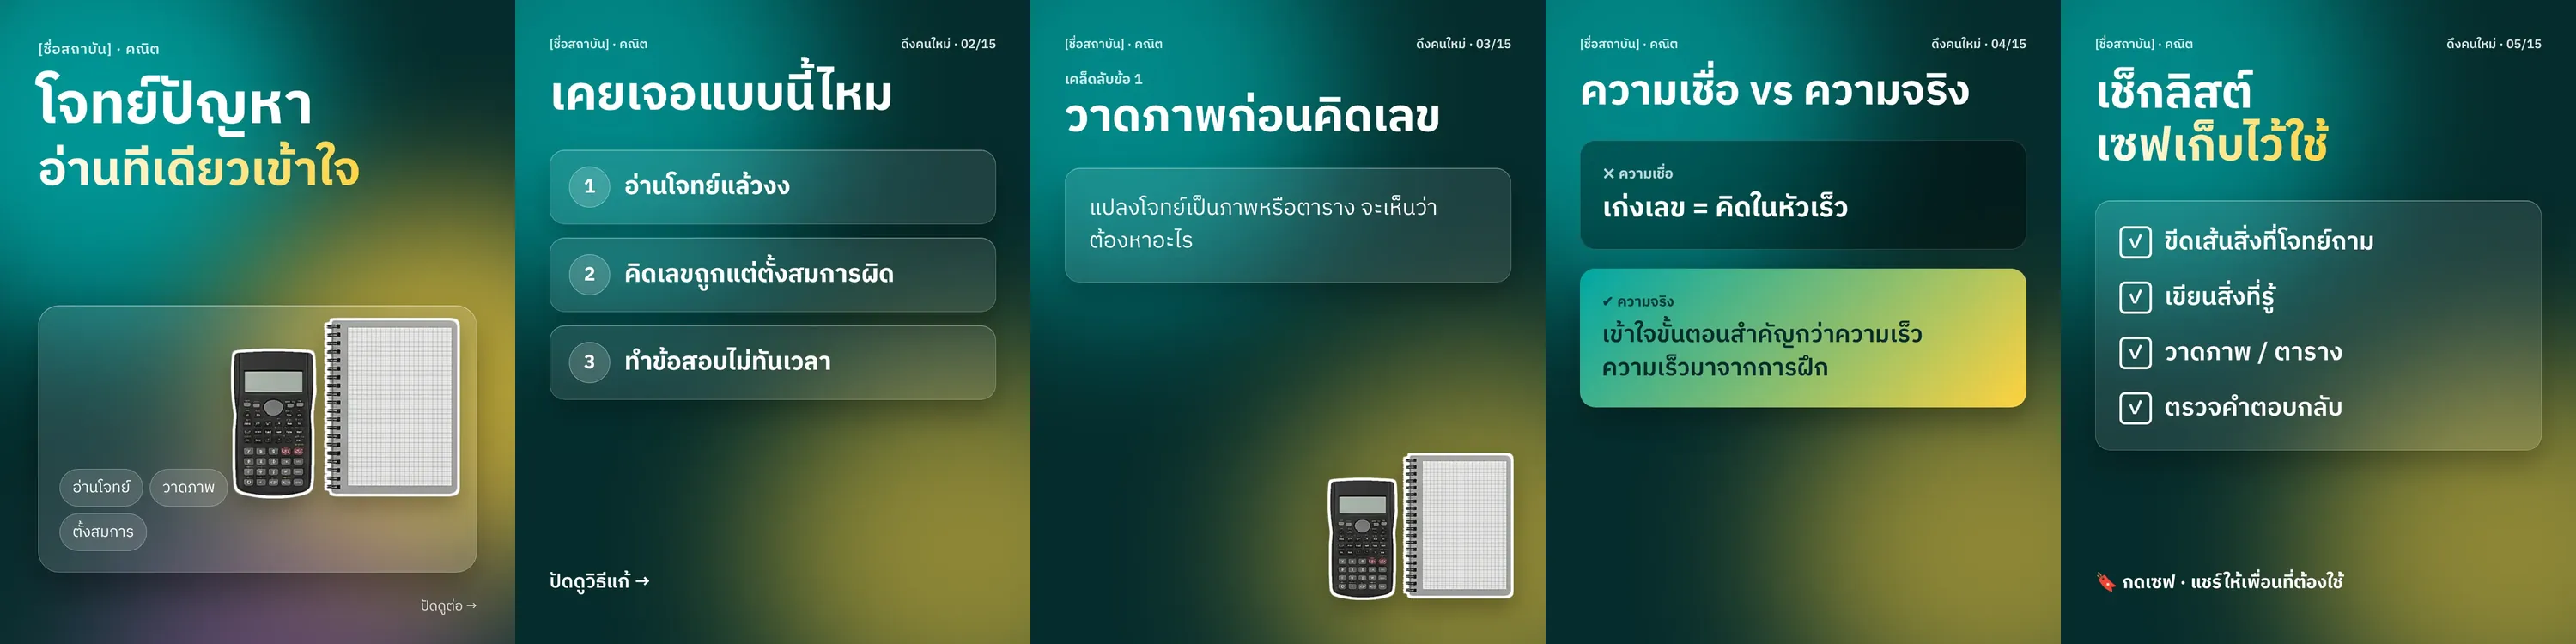 [ชื่อสถาบัน] · คณิต
โจทย์ปัญหา
อ่านทีเดียวเข้าใจ
อ่านโจทย์
วาดภาพ
ตั้งสมการ
ปัดดูต่อ →
[ชื่อสถาบัน] · คณิต
ดึงคนใหม่ · 02/15
เคยเจอแบบนี้ไหม
1 อ่านโจทย์แล้วงง
2 คิดเลขถูกแต่ตั้งสมการผิด
3 ทำข้อสอบไม่ทันเวลา
ปัดดูวิธีแก้ →
[ชื่อสถาบัน] · คณิต
ดึงคนใหม่ · 03/15
เคล็ดลับข้อ 1
วาดภาพก่อนคิดเลข
แปลงโจทย์เป็นภาพหรือตาราง จะเห็นว่า
ต้องหาอะไร
[ชื่อสถาบัน] · คณิต
ดึงคนใหม่ · 04/15
ความเชื่อ vs ความจริง
✕ ความเชื่อ
เก่งเลข = คิดในหัวเร็ว
✔ ความจริง
เข้าใจขั้นตอนสำคัญกว่าความเร็ว
ความเร็วมาจากการฝึก
[ชื่อสถาบัน] · คณิต
ดึงคนใหม่ · 05/15
เช็กลิสต์
เซฟเก็บไว้ใช้
ขีดเส้นสิ่งที่โจทย์ถาม
เขียนสิ่งที่รู้
วาดภาพ / ตาราง
ตรวจคำตอบกลับ
🔖 กดเซฟ · แชร์ให้เพื่อนที่ต้องใช้